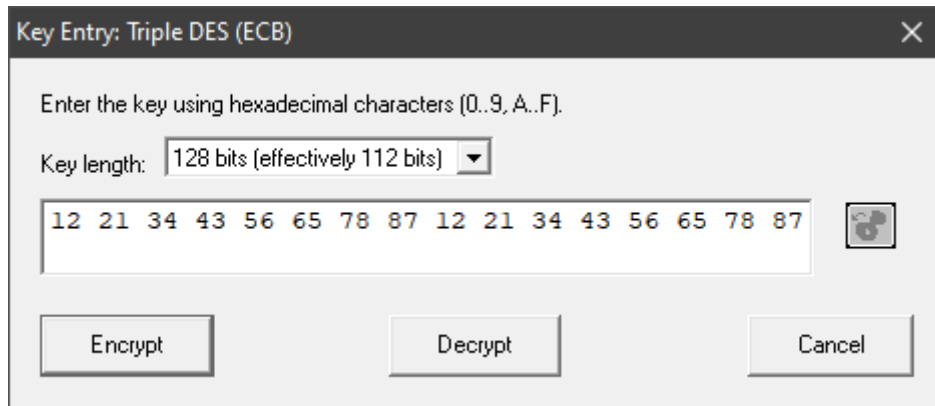 Key Entry: Triple DES (ECB)
Enter the key using hexadecimal characters (0..9, A..F).
Key length: 128 bits (effectively 112 bits)
12 21 34 43 56 65 78 87 12 21 34 43 56 65 78 87
Encrypt Decrypt Cancel